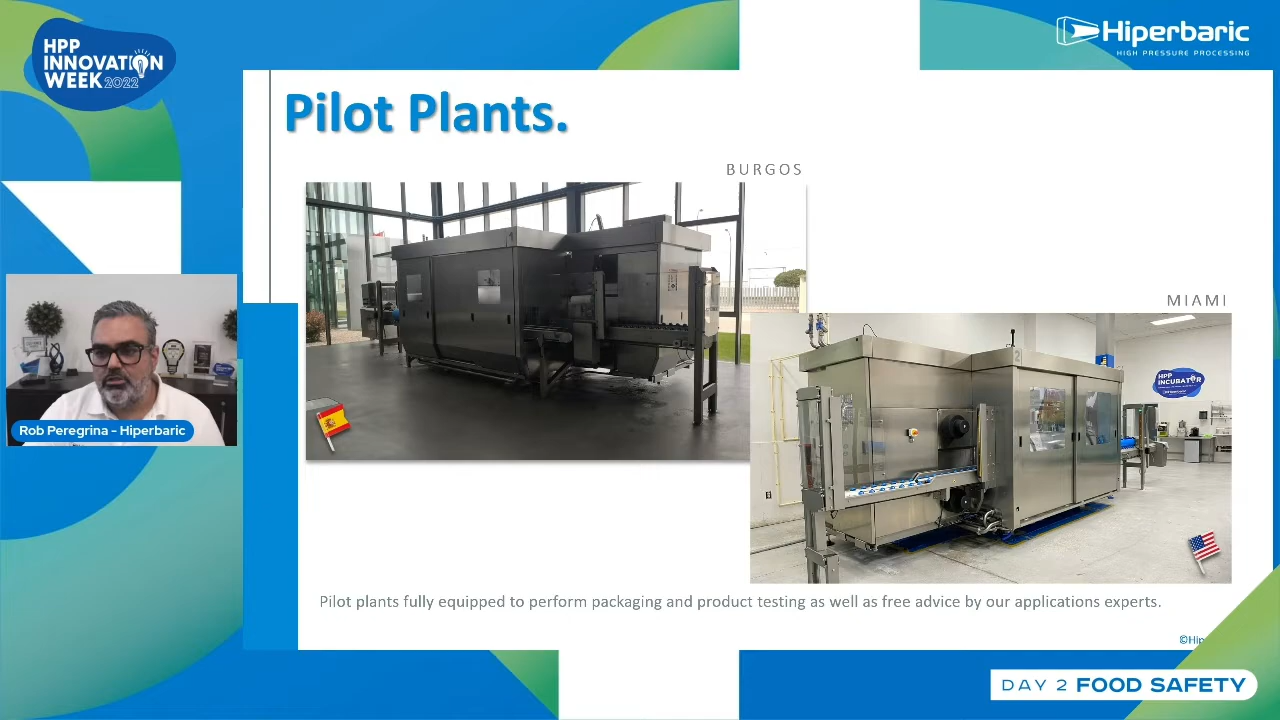 HPP
INNOVATION
WEEK 2022
Hiperbaric
HIGH PRESSURE PROCESSING
Pilot Plants.
BURGOS
MIAMI
HPP
INCUBATOR
2
Rob Peregrina - Hiperbaric
Pilot plants fully equipped to perform packaging and product testing as well as free advice by our applications experts.
©Hip
DAY 2 FOOD SAFETY